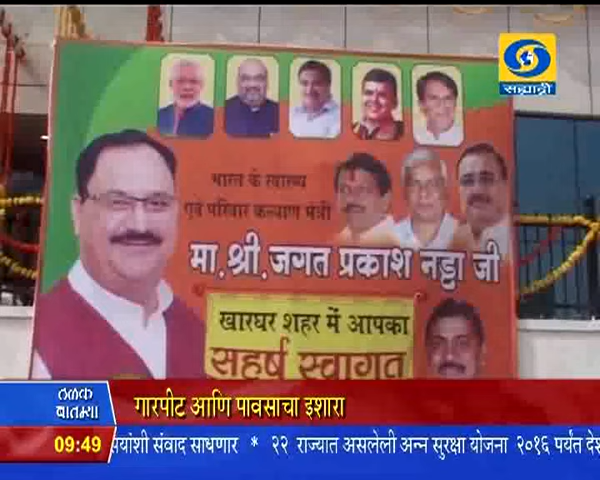 सह्याद्री
भारत के स्वास्थ्य
एवं परिवार कल्याण मंत्री
मा.श्री.जगत प्रकाश नड्डा जी
खारघर शहर में आपका
सहर्ष स्वागत
ठळक
बातम्या
गारपीट आणि पावसाचा इशारा
09:49
सयांशी संवाद साधणार * २२ राज्यात असलेली अन्न सुरक्षा योजना २०१६ पर्यंत देश